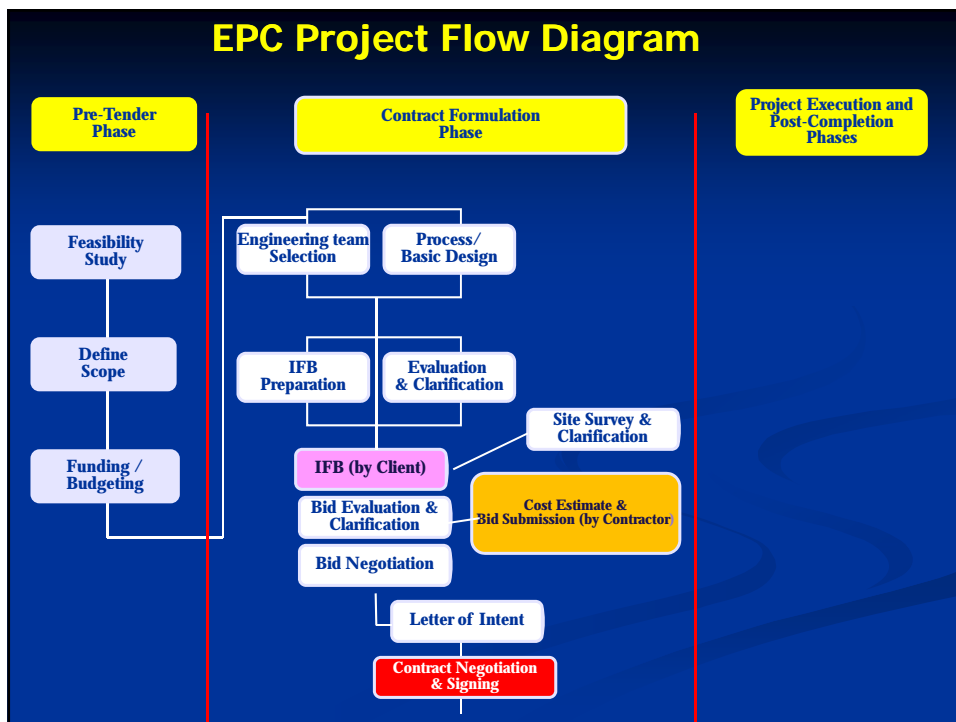 EPC Project Flow Diagram
Pre-Tender
Phase
Contract Formulation
Phase
Project Execution and
Post-Completion
Phases
Feasibility
Study
Define
Scope
Funding /
Budgeting
Engineering team
Selection
Process/
Basic Design
IFB
Preparation
Evaluation
& Clarification
Site Survey &
Clarification
IFB (by Client)
Bid Evaluation &
Clarification
Cost Estimate &
Bid Submission (by Contractor)
Bid Negotiation
Letter of Intent
Contract Negotiation
& Signing